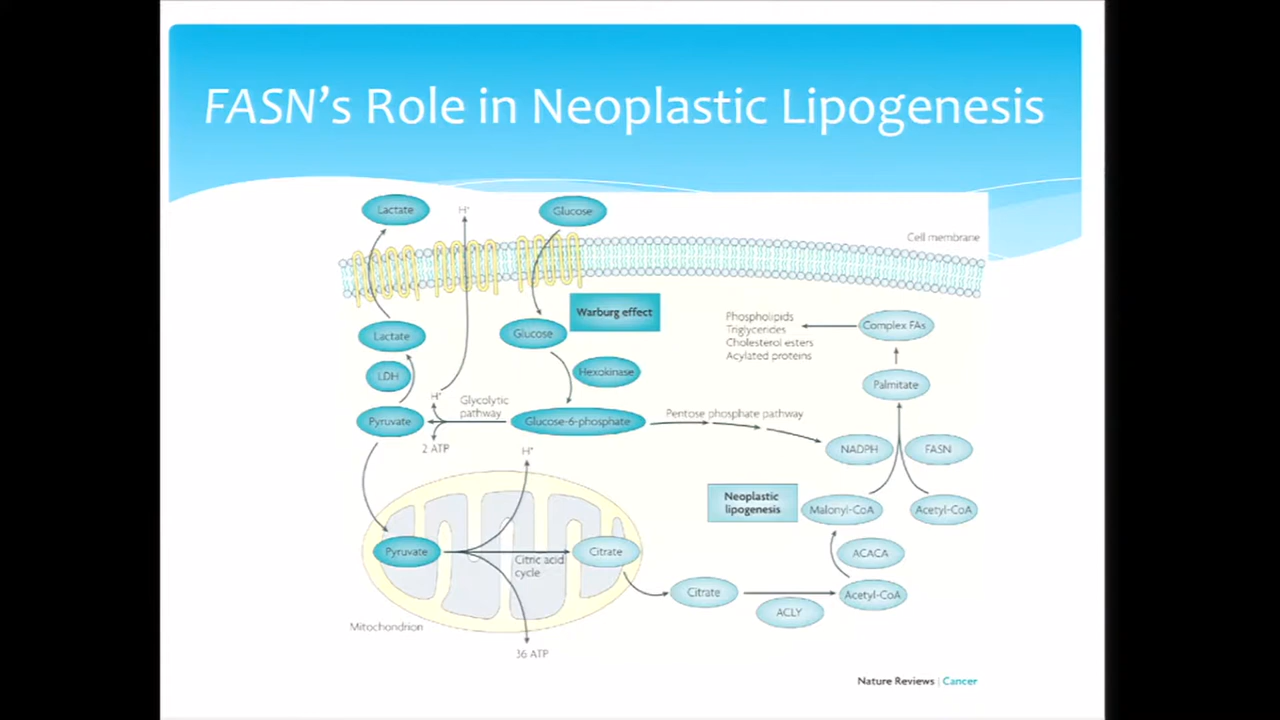 FASN's Role in Neoplastic Lipogenesis
Lactate
H⁺
Glucose
Cell membrane
Warburg effect
Phospholipids
Triglycerides
Cholesterol esters
Acylated proteins
Complex FAs
Lactate
Glucose
LDH
Hexokinase
Palmitate
H⁺
Glycolytic
pathway
Pyruvate
Glucose-6-phosphate
Pentose phosphate pathway
2 ATP
H⁺
NADPH
FASN
Neoplastic
lipogenesis
Malonyl-CoA
Acetyl-CoA
Pyruvate
Citric acid
cycle
Citrate
ACACA
Citrate
ACLY
Acetyl-CoA
Mitochondrion
36 ATP
Nature Reviews | Cancer